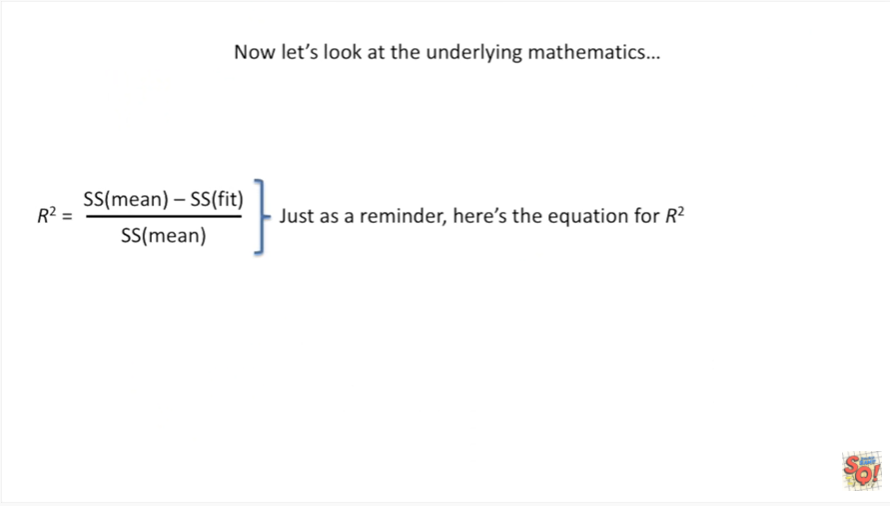 Now let's look at the underlying mathematics...
R² = SS(mean) – SS(fit) / SS(mean)
Just as a reminder, here's the equation for R²
SQ!